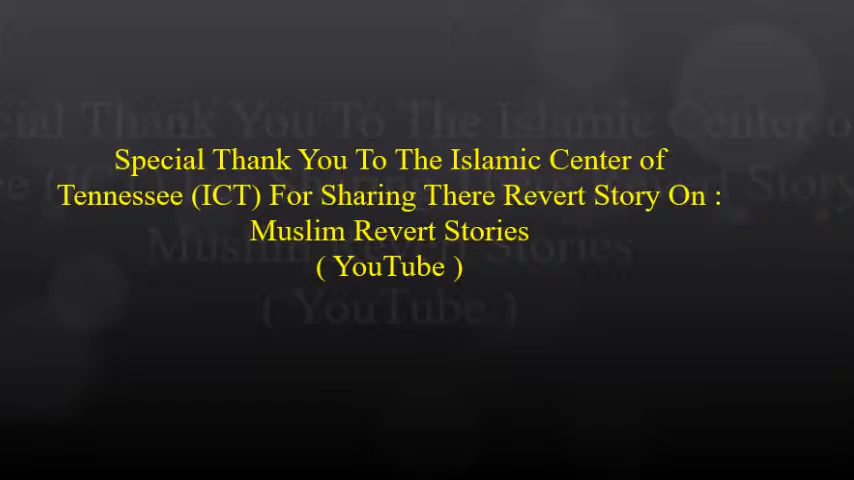 Special Thank You To The Islamic Center of
Tennessee (ICT) For Sharing There Revert Story On :
Muslim Revert Stories
( YouTube )